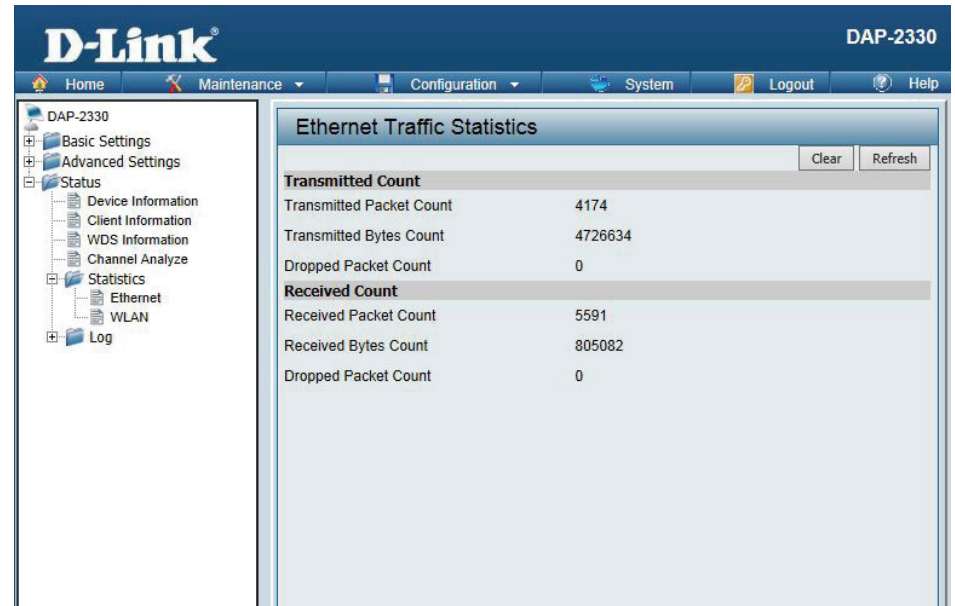 D-Link®
DAP-2330
Home Maintenance Configuration System Logout Help
DAP-2330
Basic Settings
Advanced Settings
Status
Device Information
Client Information
WDS Information
Channel Analyze
Statistics
Ethernet
WLAN
Log
Ethernet Traffic Statistics
Clear Refresh
Transmitted Count
Transmitted Packet Count 4174
Transmitted Bytes Count 4726634
Dropped Packet Count 0
Received Count
Received Packet Count 5591
Received Bytes Count 805082
Dropped Packet Count 0